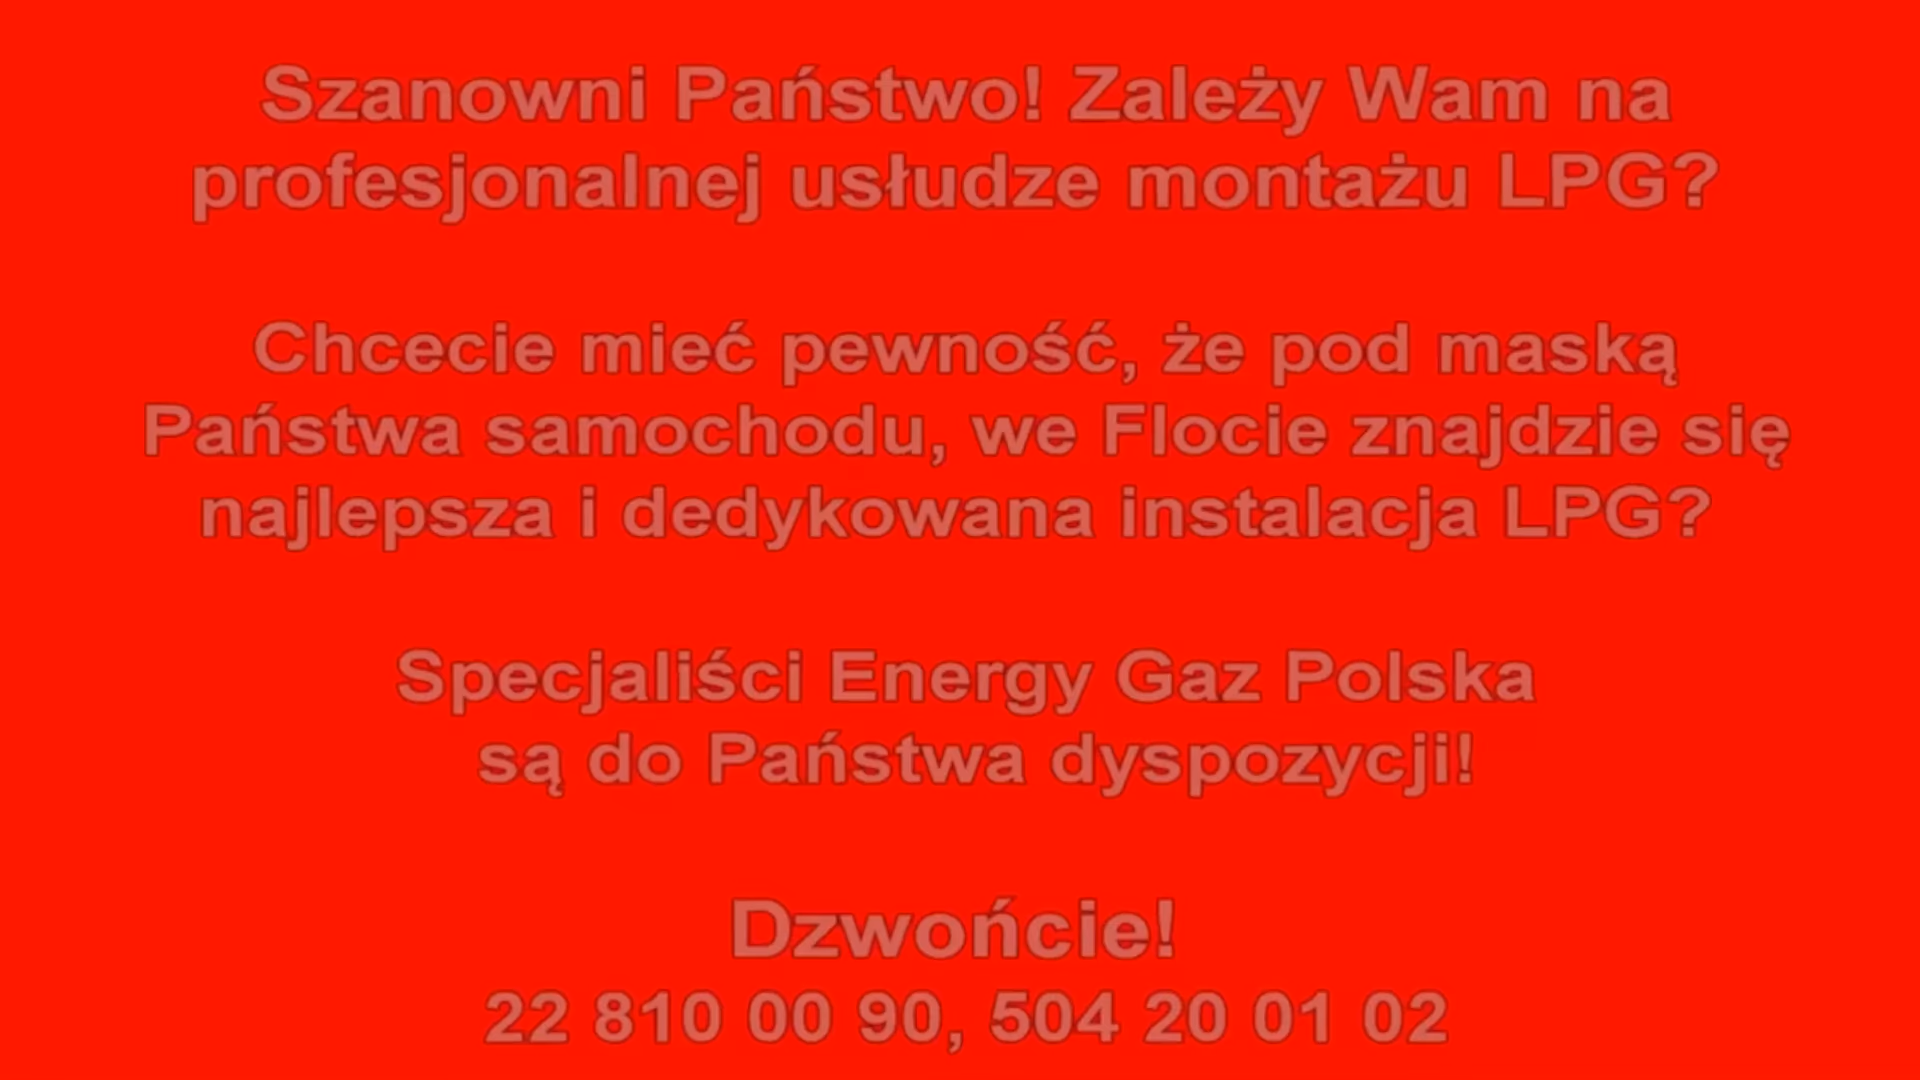 Szanowni Państwo! Zależy Wam na
profesjonalnej usłudze montażu LPG?
Chcecie mieć pewność, że pod maską
Państwa samochodu, we Flocie znajdzie się
najlepsza i dedykowana instalacja LPG?
Specjaliści Energy Gaz Polska
są do Państwa dyspozycji!
Dzwońcie!
22 810 00 90, 504 20 01 02